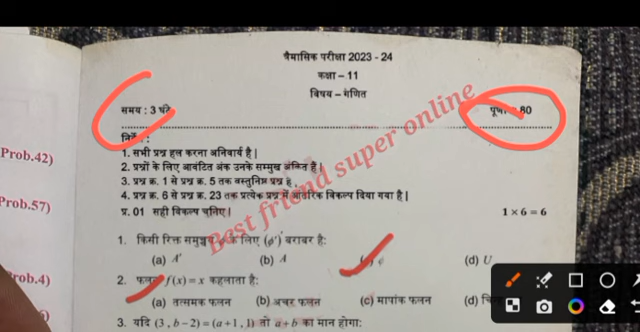 त्रैमासिक परीक्षा 2023 - 24
कक्षा – 11
विषय – गणित
समय : 3 घंटे
80
1. सभी प्रश्न हल करना अनिवार्य है |
2. प्रश्नों के लिए आवंटित अंक उनके सम्मुख अंकित हैं |
3. प्रश्न क्र. 1 से प्रश्न क्र. 5 तक वस्तुनिष्ठ प्रश्न है
4. प्रश्न क्र. 6 से प्रश्न क्र. 23 तक प्रत्येक प्रश्न में आंतरिक विकल्प दिया गया है |
प्र. 01 सही विकल्प चुनिए |
1 × 6 = 6
1. किसी रिक्त समुच्चय के लिए (ϕ')' बराबर है:
(a) A' (b) A ϕ (d) U
2. f(x) = x कहलाता है:
(a) तत्समक फलन (b) अचर फलन (c) मापांक फलन (d)
3. यदि (3, b-2) = (a+1, 1) तो a+b का मान होगा:
Prob.42)
Prob.57)
rob.4)
Best friend super online